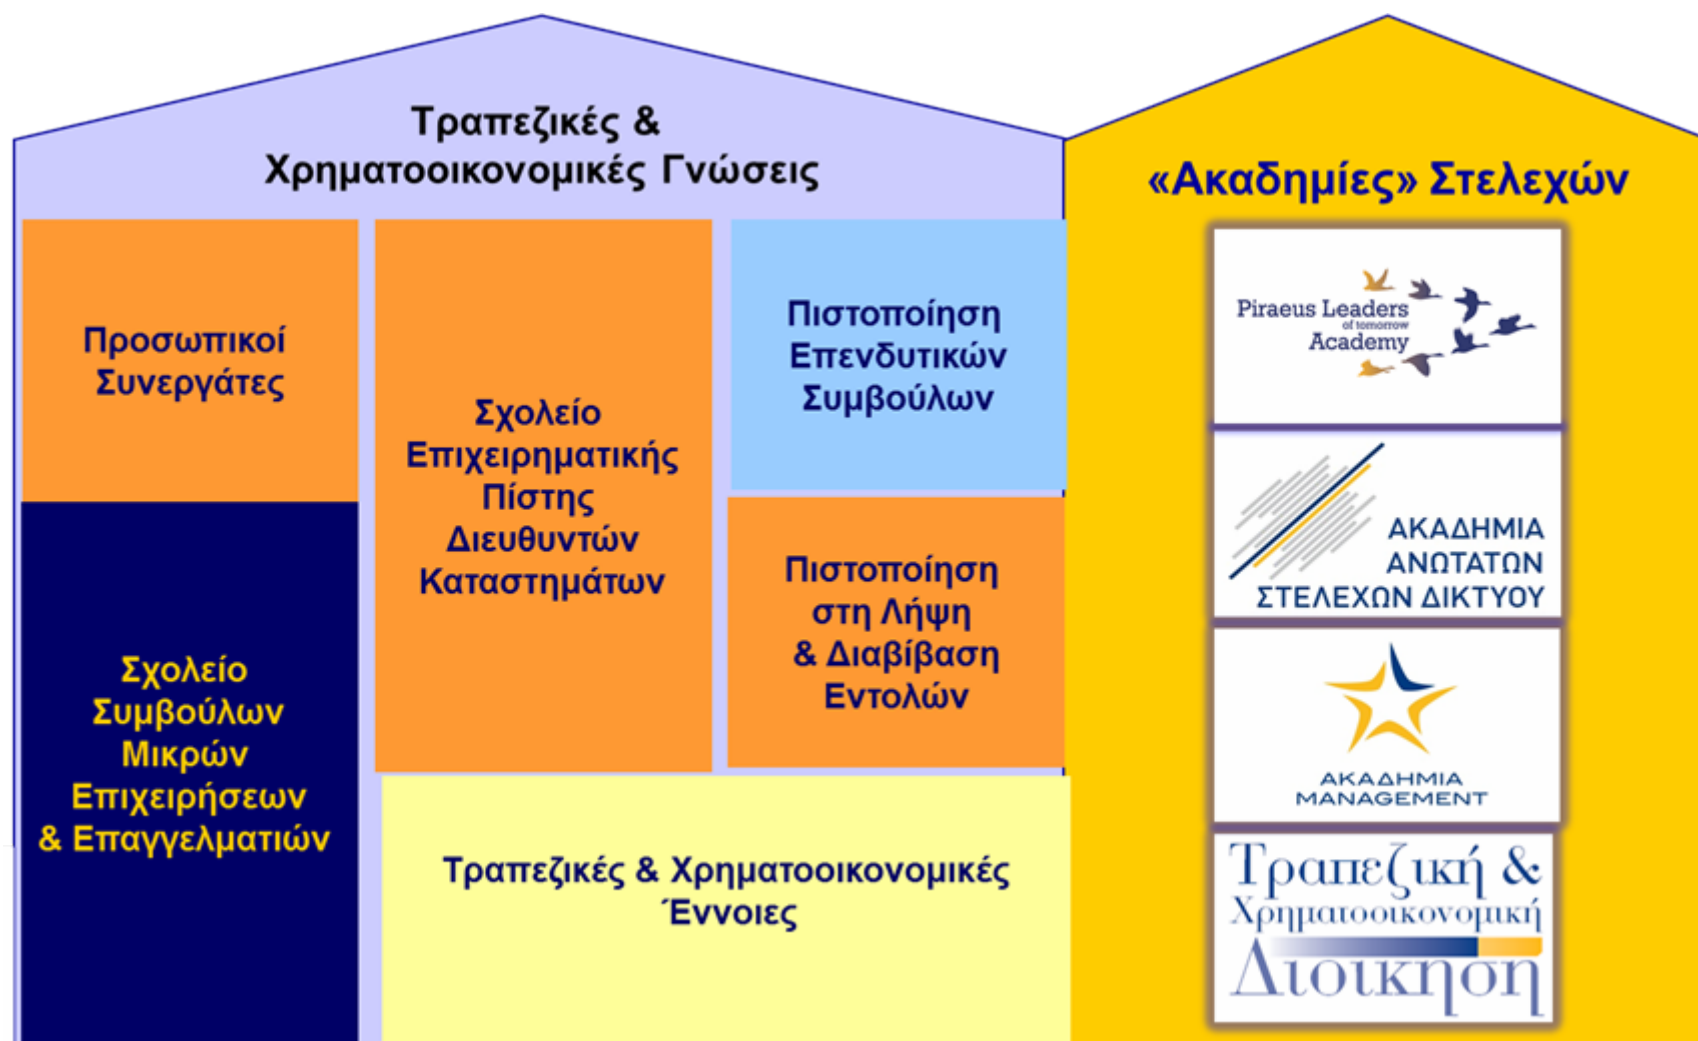 Τραπεζικές &
Χρηματοοικονομικές Γνώσεις
Προσωπικοί
Συνεργάτες
Σχολείο
Συμβούλων
Μικρών
Επιχειρήσεων
& Επαγγελματιών
Σχολείο
Επιχειρηματικής
Πίστης
Διευθυντών
Καταστημάτων
Πιστοποίηση
Επενδυτικών
Συμβούλων
Πιστοποίηση
στη Λήψη
& Διαβίβαση
Εντολών
Τραπεζικές & Χρηματοοικονομικές
Έννοιες
«Ακαδημίες» Στελεχών
Piraeus Leaders
of tomorrow
Academy
ΑΚΑΔΗΜΙΑ
ΑΝΩΤΑΤΩΝ
ΣΤΕΛΕΧΩΝ ΔΙΚΤΥΟΥ
ΑΚΑΔΗΜΙΑ
MANAGEMENT
Τραπεζική &
Χρηματοοικονομική
Διοίκηση